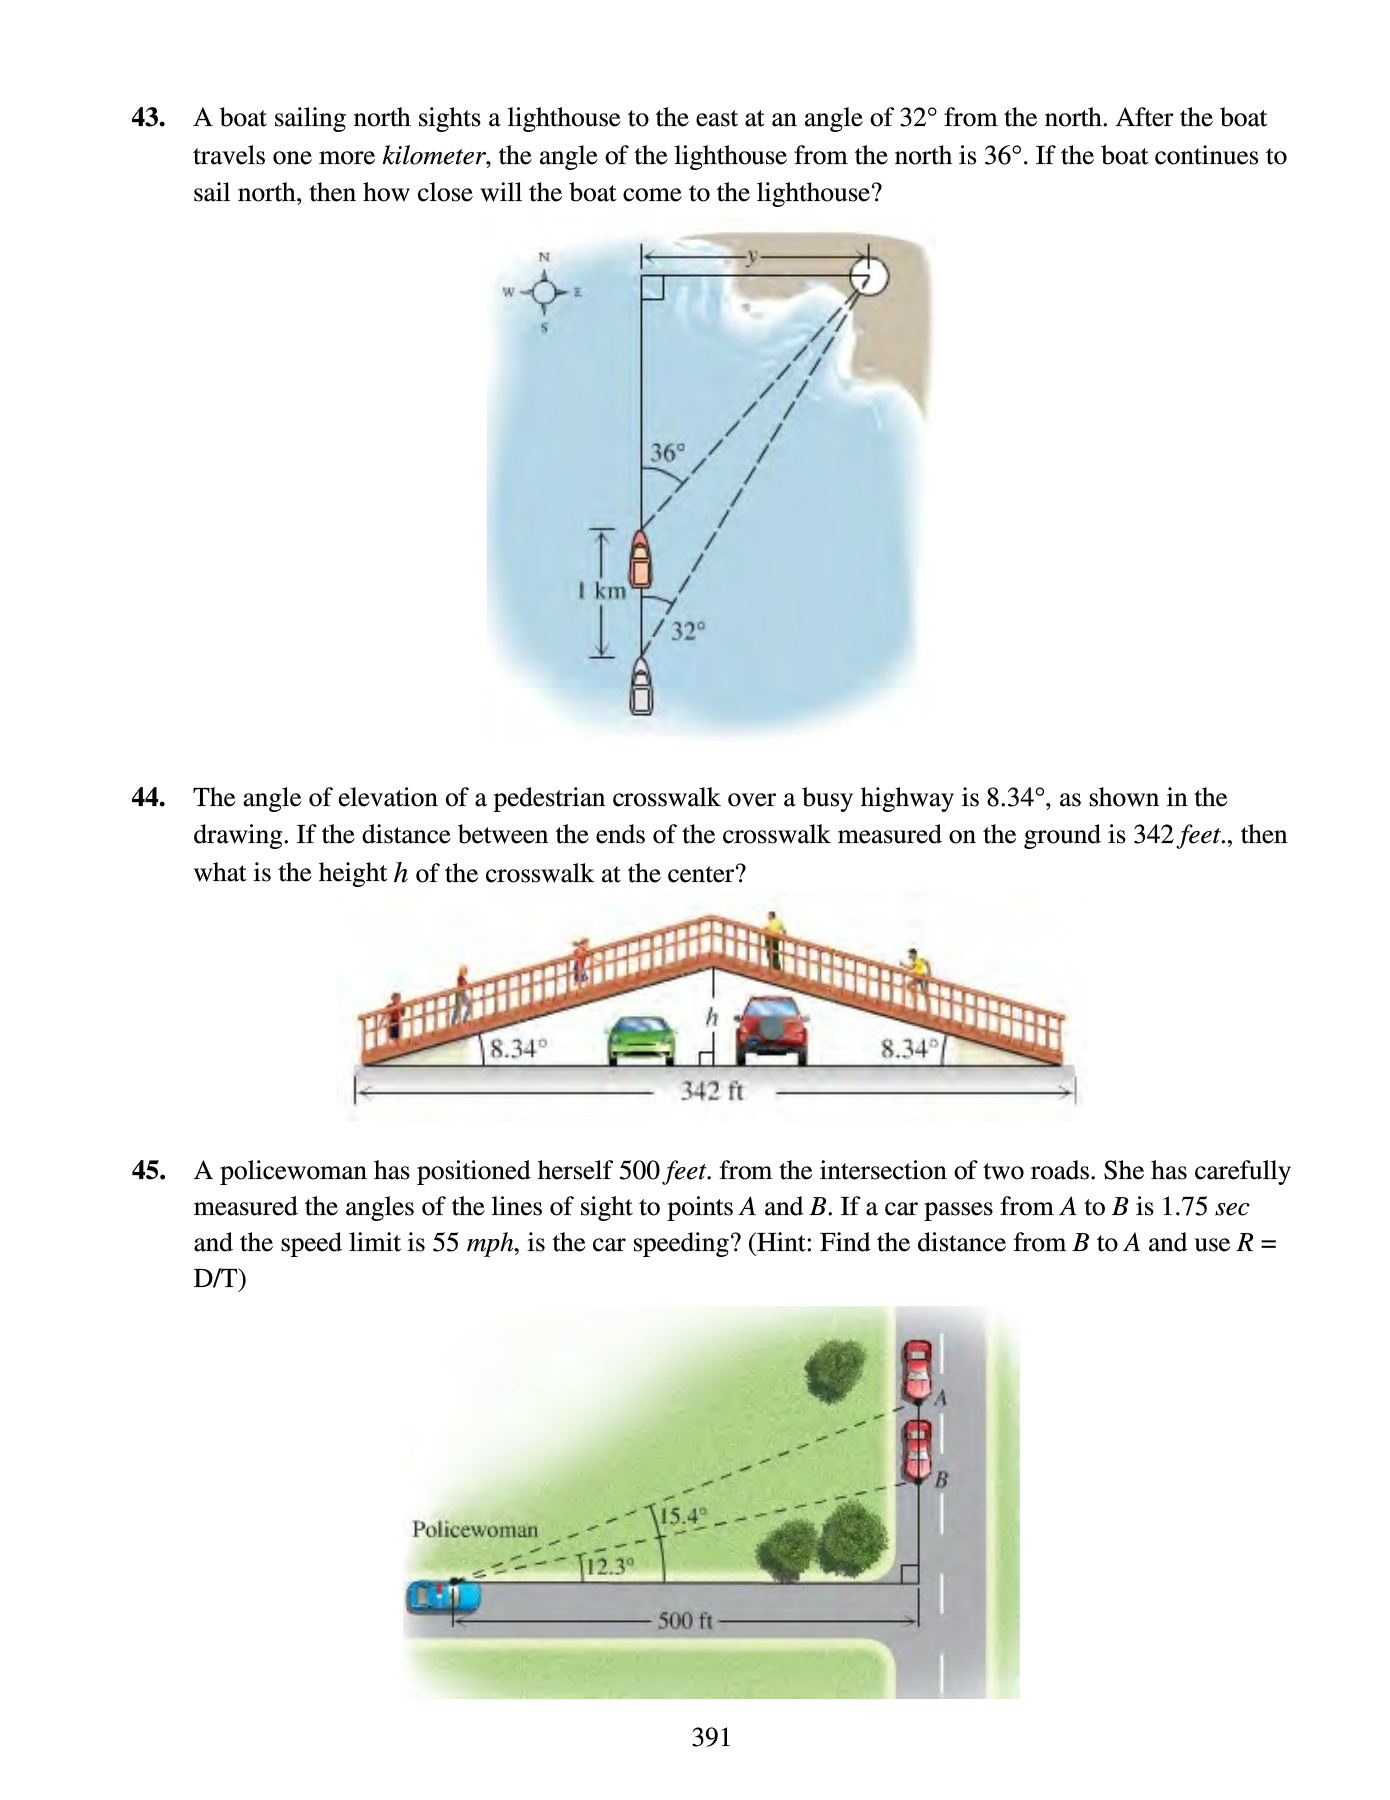 43. A boat sailing north sights a lighthouse to the east at an angle of 32° from the north. After the boat
travels one more kilometer, the angle of the lighthouse from the north is 36°. If the boat continues to
sail north, then how close will the boat come to the lighthouse?
N
W E
S
y
36°
1 km
32°
44. The angle of elevation of a pedestrian crosswalk over a busy highway is 8.34°, as shown in the
drawing. If the distance between the ends of the crosswalk measured on the ground is 342 feet., then
what is the height h of the crosswalk at the center?
h
8.34° 8.34°
342 ft
45. A policewoman has positioned herself 500 feet. from the intersection of two roads. She has carefully
measured the angles of the lines of sight to points A and B. If a car passes from A to B is 1.75 sec
and the speed limit is 55 mph, is the car speeding? (Hint: Find the distance from B to A and use R =
D/T)
A
B
15.4°
Policewoman
12.3°
500 ft
391